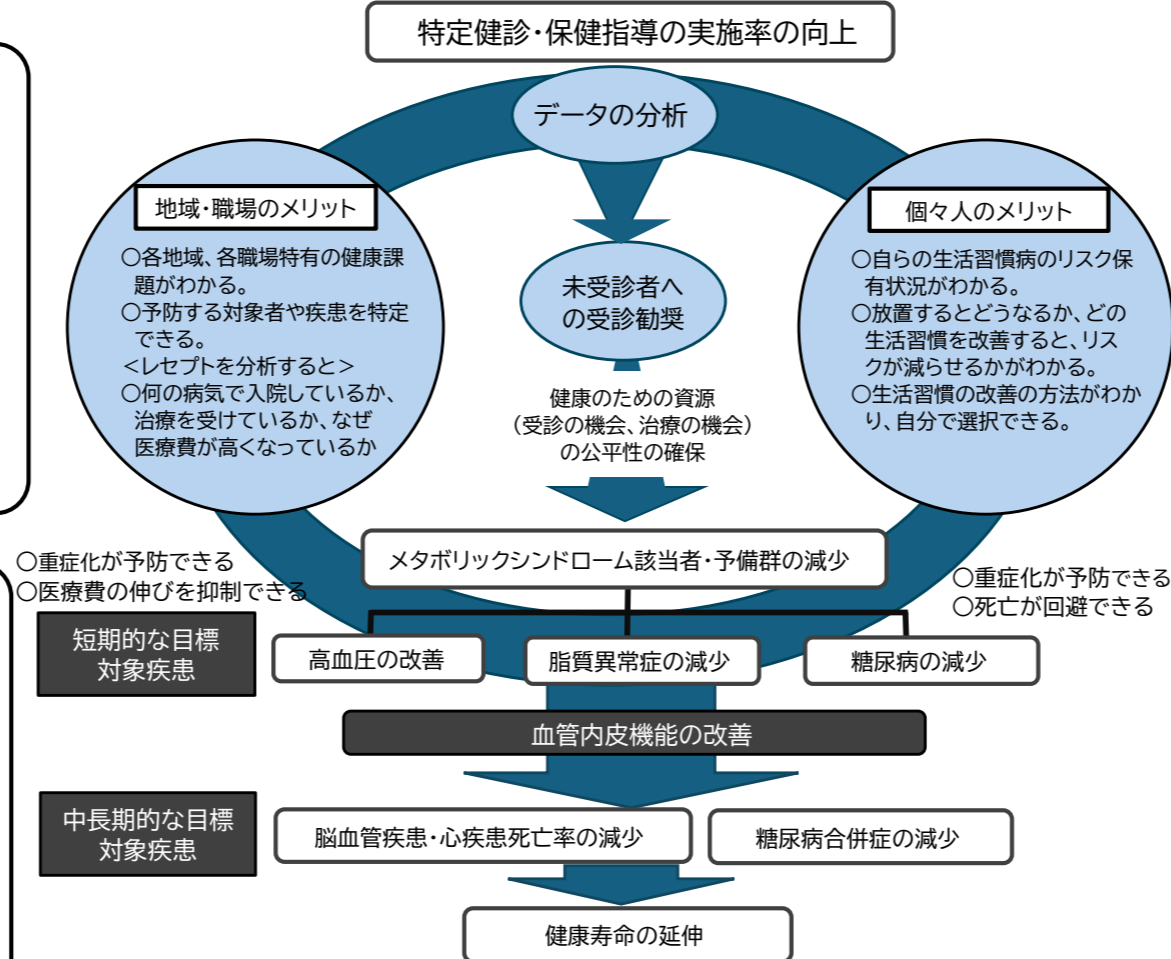 特定健診・保健指導の実施率の向上
データの分析
地域・職場のメリット
○各地域、各職場特有の健康課
題がわかる。
○予防する対象者や疾患を特定
できる。
<レセプトを分析すると>
○何の病気で入院しているか、
治療を受けているか、なぜ
医療費が高くなっているか
未受診者へ
の受診勧奨
健康のための資源
(受診の機会、治療の機会)
の公平性の確保
個々人のメリット
○自らの生活習慣病のリスク保
有状況がわかる。
○放置するとどうなるか、どの
生活習慣を改善すると、リス
クが減らせるかがわかる。
○生活習慣の改善の方法がわか
り、自分で選択できる。
○重症化が予防できる
○医療費の伸びを抑制できる
メタボリックシンドローム該当者・予備群の減少
○重症化が予防できる
○死亡が回避できる
短期的な目標
対象疾患
高血圧の改善
脂質異常症の減少
糖尿病の減少
血管内皮機能の改善
中長期的な目標
対象疾患
脳血管疾患・心疾患死亡率の減少
糖尿病合併症の減少
健康寿命の延伸